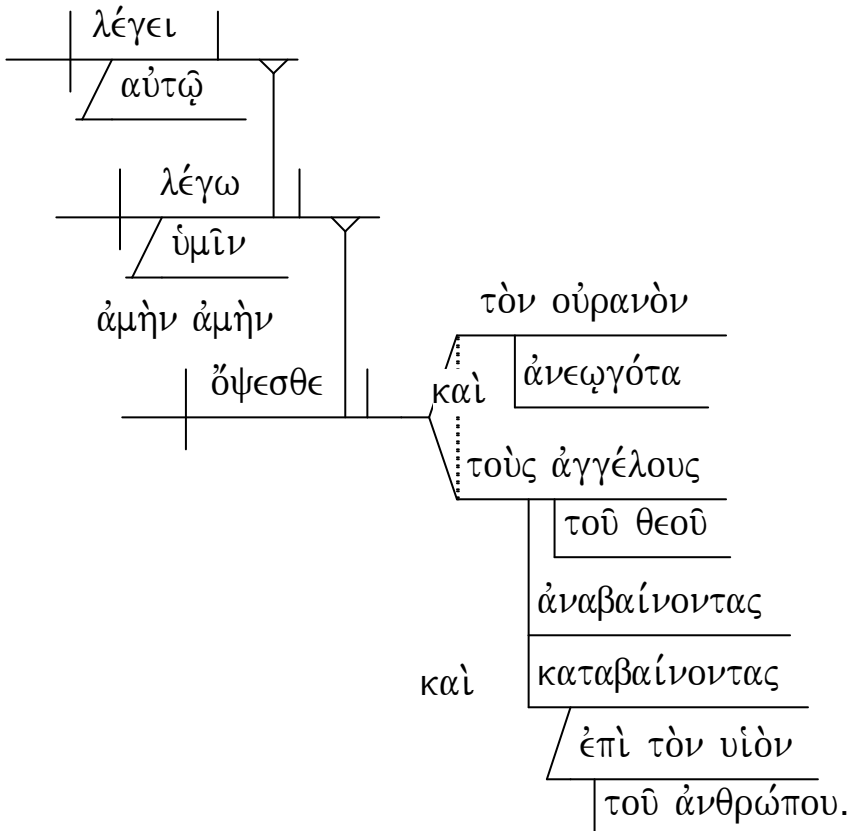 λέγει
αὐτῷ
λέγω
ὑμῖν
ἀμὴν ἀμὴν
ὄψεσθε
τὸν οὐρανὸν
ἀνεῳγότα
καὶ
τοὺς ἀγγέλους
τοῦ θεοῦ
ἀναβαίνοντας
καὶ
καταβαίνοντας
ἐπὶ τὸν υἱὸν
τοῦ ἀνθρώπου.